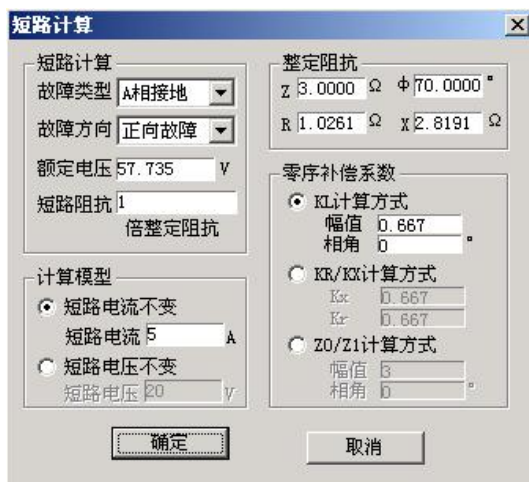 短路计算
短路计算
故障类型 A相接地
故障方向 正向故障
额定电压 57.735 V
短路阻抗 1
倍整定阻抗
计算模型
短路电流不变
短路电流 5 A
短路电压不变
短路电压 20 V
整定阻抗
Z 3.0000 Ω Φ 70.0000 °
R 1.0261 Ω X 2.8191 Ω
零序补偿系数
KL计算方式
幅值 0.667
相角 0 °
KR/KX计算方式
Kx 0.667
Kr 0.667
Z0/Z1计算方式
幅值 3
相角 0 °
确定
取消